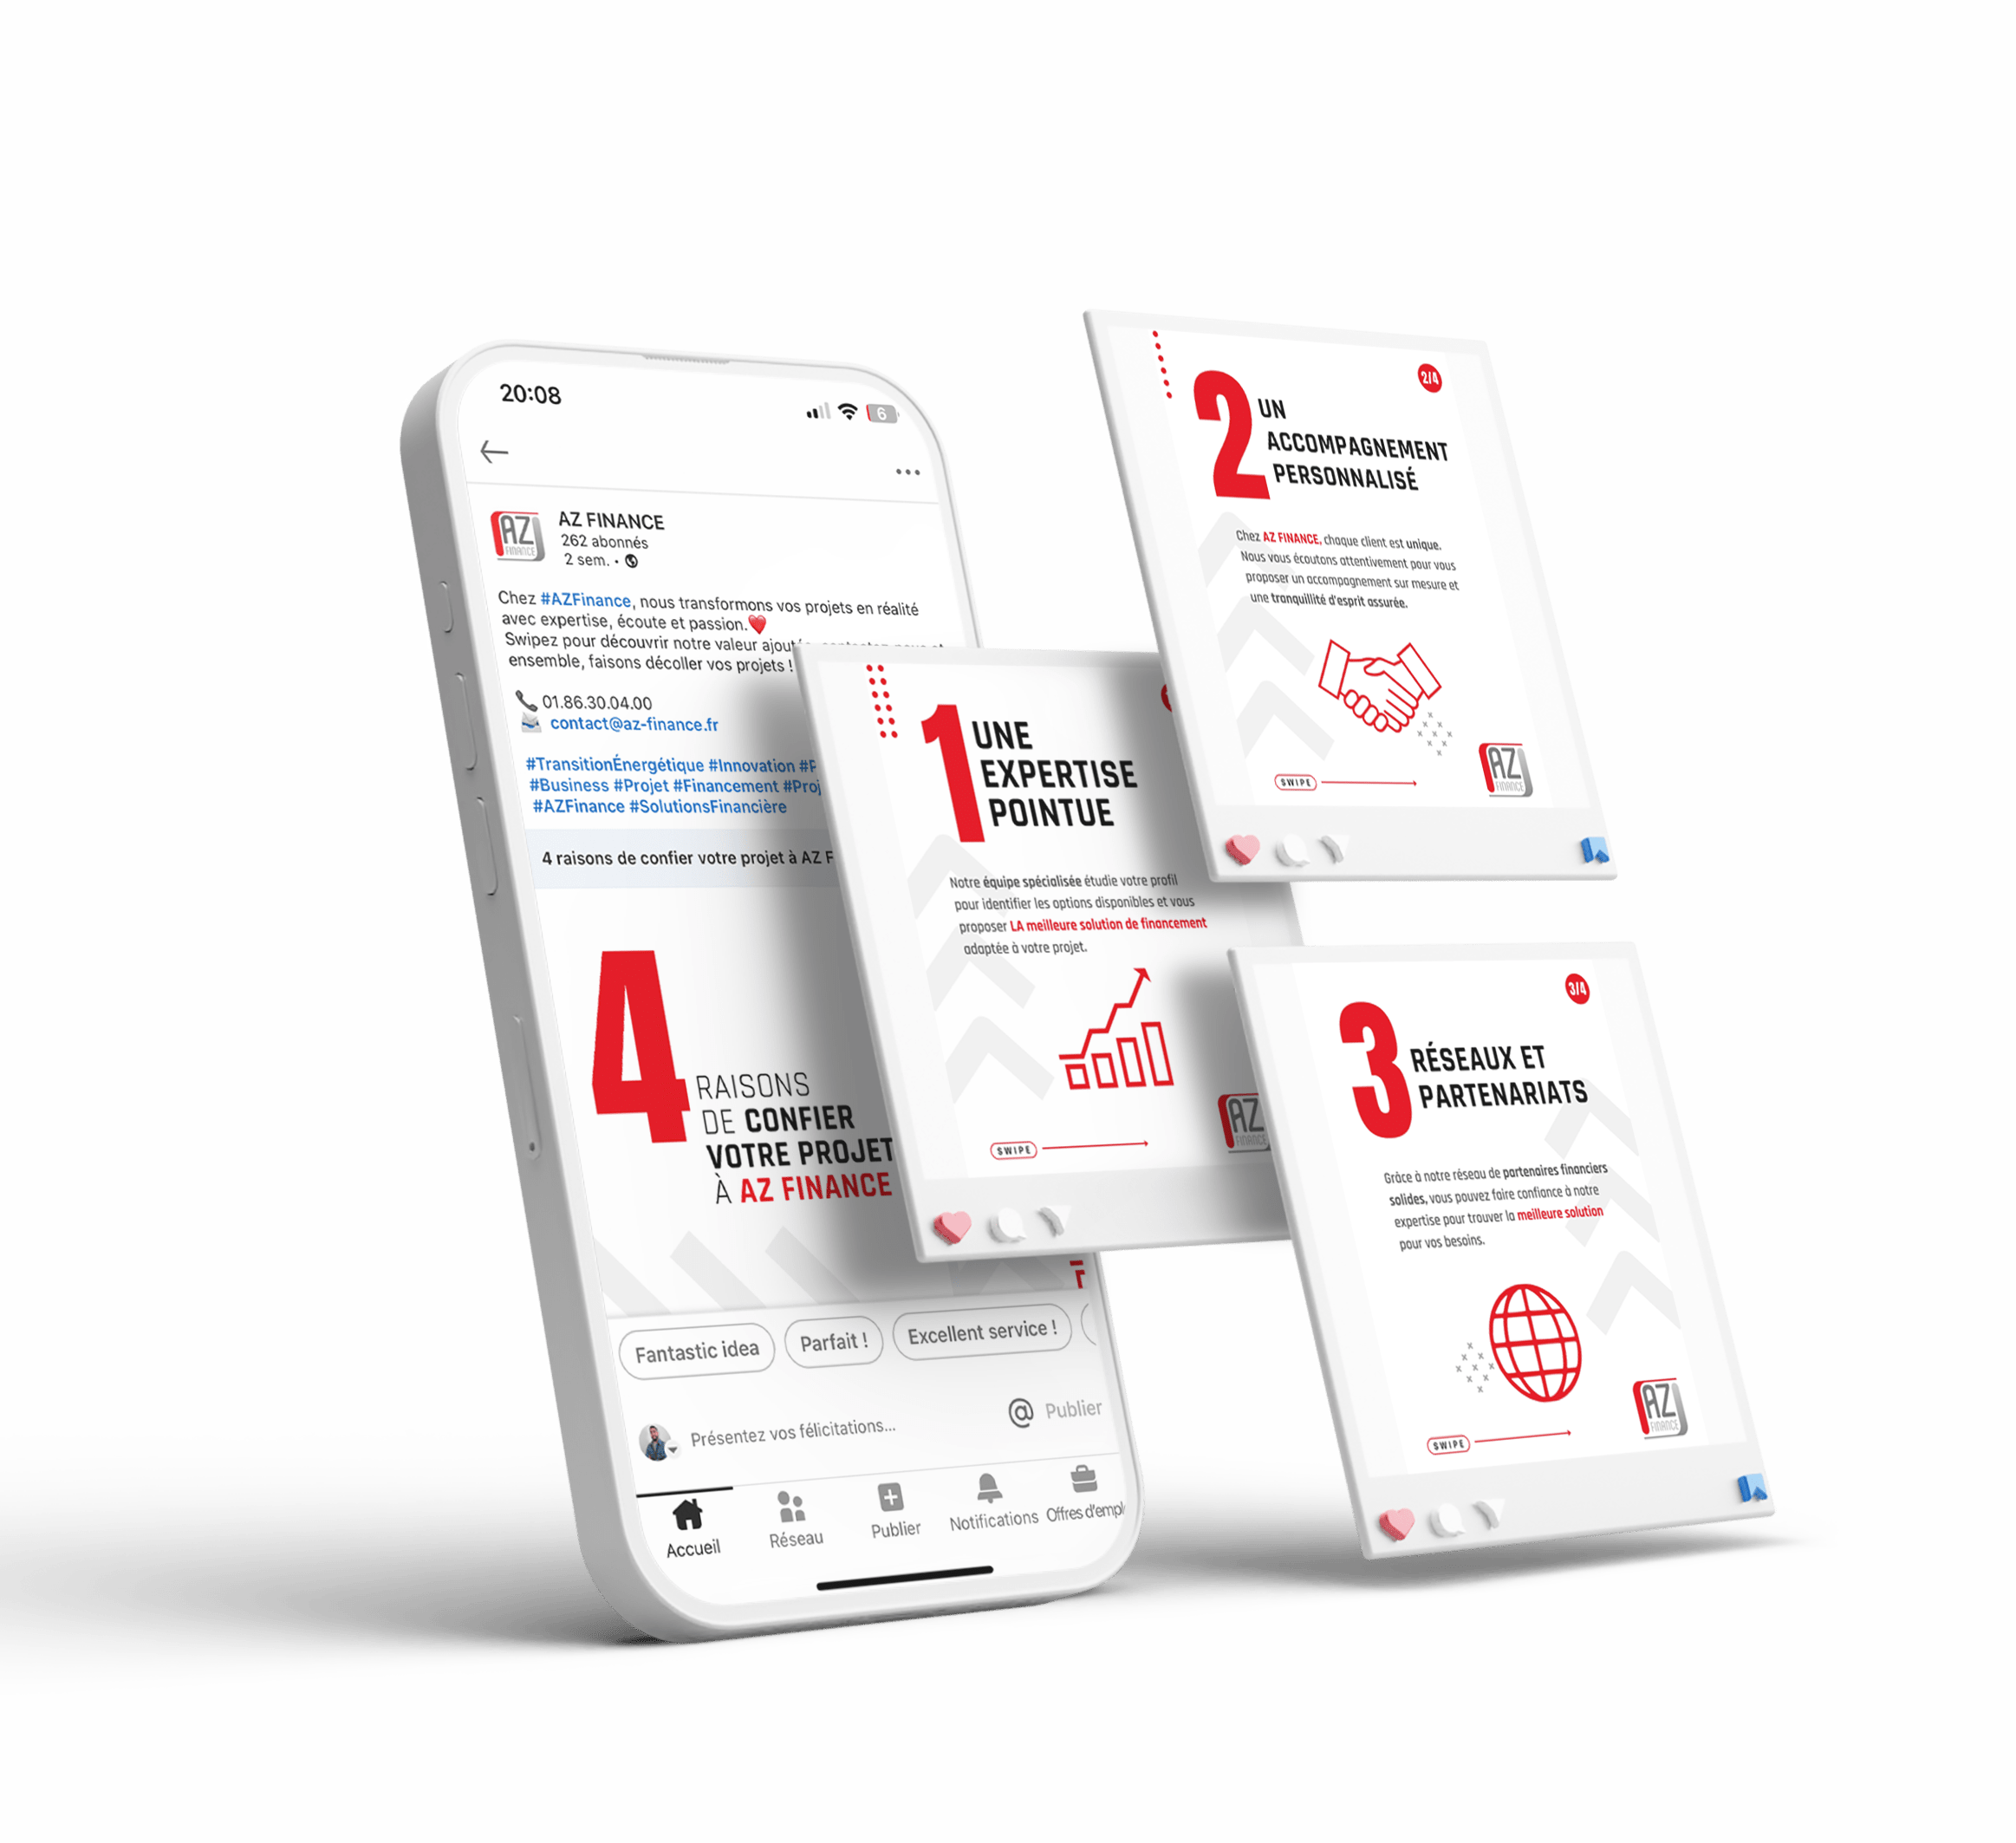 20:08
6
AZ FINANCE
AZ FINANCE
262 abonnés
2 sem. •
Chez #AZFinance, nous transformons vos projets en réalité
avec expertise, écoute et passion.❤️
Swipez pour découvrir notre valeur
ensemble, faisons décoller vos projets !
01.86.30.04.00
contact@az-finance.fr
#TransitionÉnergétique #Innovation
#Business #Projet #Financement
#AZFinance #SolutionsFinancière
4 raisons de confier votre projet à AZ
4 RAISONS
DE CONFIER
VOTRE PROJET
À AZ FINANCE
Fantastic idea
Parfait !
Excellent service !
Présentez vos félicitations...
@ Publier
Accueil
Réseau
Publier
Notifications
Offres d'empl
1 UNE
EXPERTISE
POINTUE
Notre équipe spécialisée étudie votre profil
pour identifier les options disponibles et vous
proposer LA meilleure solution de financement
adaptée à votre projet.
SWIPE
AZ
FINANCE
2/4
2 UN
ACCOMPAGNEMENT
PERSONNALISÉ
Chez AZ FINANCE, chaque client est unique.
Nous vous écoutons attentivement pour vous
proposer un accompagnement sur mesure et
une tranquillité d'esprit assurée.
SWIPE
AZ
FINANCE
3/4
3 RÉSEAUX ET
PARTENARIATS
Grâce à notre réseau de partenaires financiers
solides, vous pouvez faire confiance à notre
expertise pour trouver la meilleure solution
pour vos besoins.
SWIPE
AZ
FINANCE